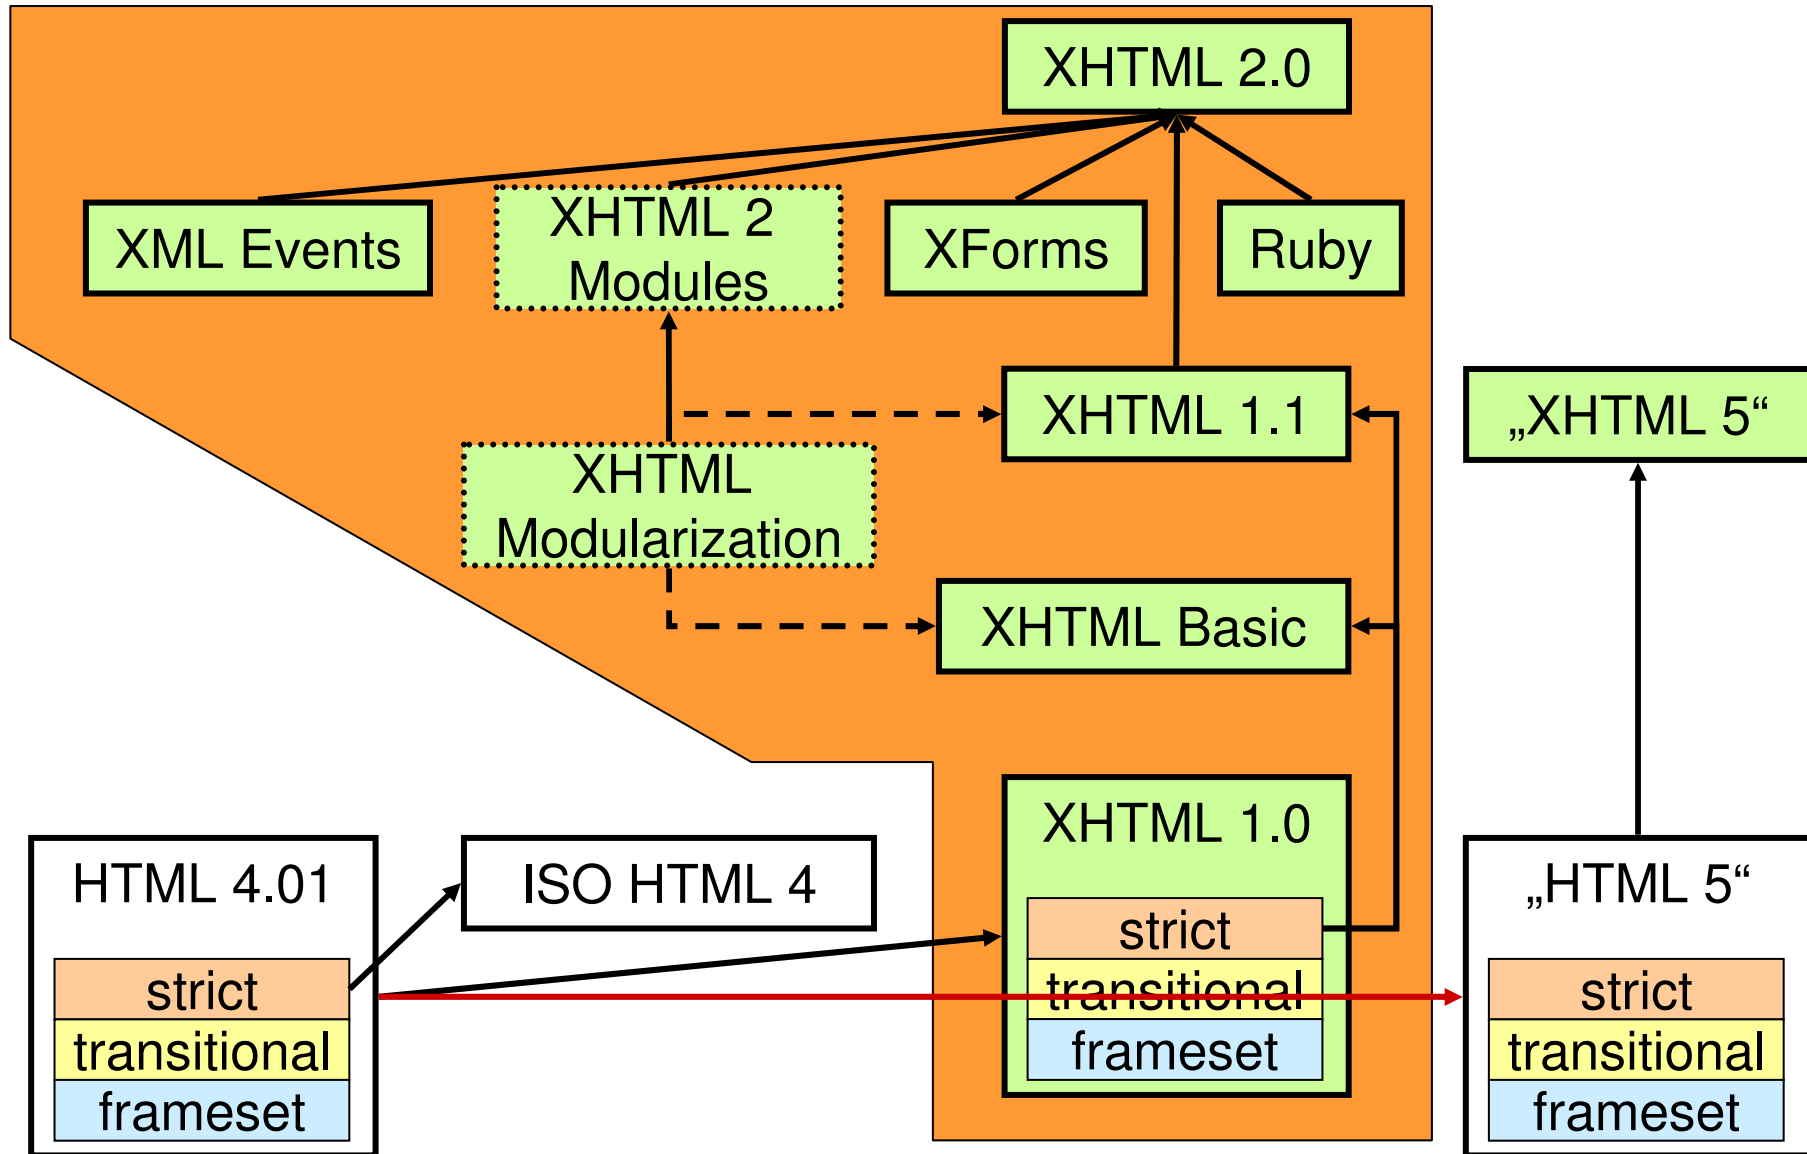 XHTML 2.0
XML Events
XHTML 2
Modules
XForms
Ruby
XHTML 1.1
„XHTML 5“
XHTML
Modularization
XHTML Basic
XHTML 1.0
strict
transitional
frameset
HTML 4.01
strict
transitional
frameset
ISO HTML 4
„HTML 5“
strict
transitional
frameset